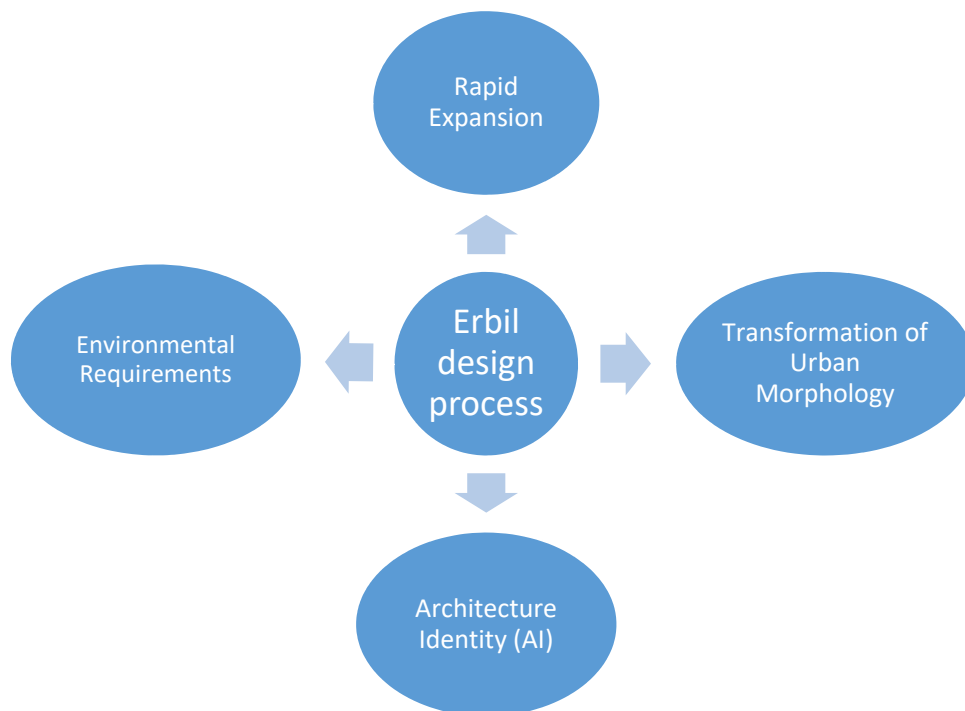 Rapid
Expansion
Environmental
Requirements
Erbil
design
process
Transformation of
Urban
Morphology
Architecture
Identity (AI)